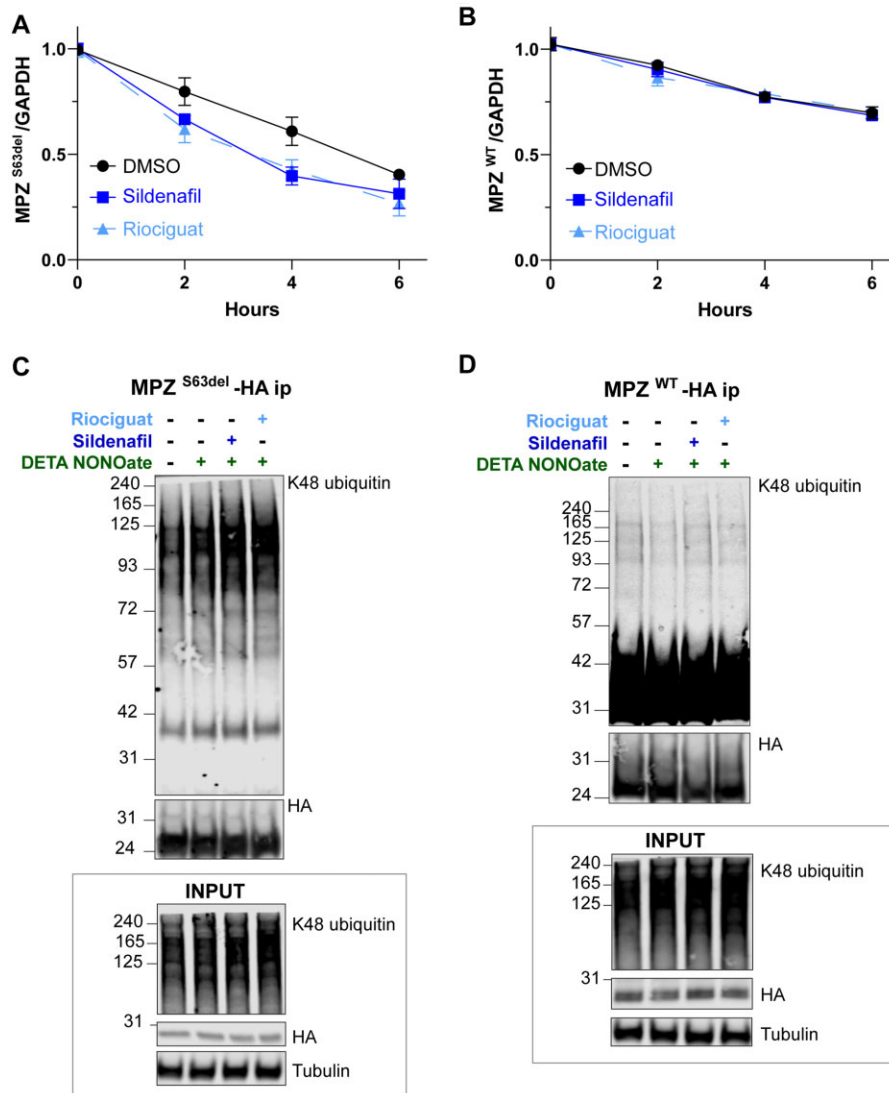 A
MPZ S63del/GAPDH
1.0
0.5
0.0
DMSO
Sildenafil
Riociguat
0 2 4 6
Hours
B
MPZ WT/GAPDH
1.0
0.5
0.0
DMSO
Sildenafil
Riociguat
0 2 4 6
Hours
C
MPZ S63del -HA ip
Riociguat - - - +
Sildenafil - - + -
DETA NONOate - + + +
240 K48 ubiquitin
165
125
93
72
57
42
31
HA
31
24
INPUT
240 K48 ubiquitin
165
125
31
HA
Tubulin
D
MPZ WT -HA ip
Riociguat - - - +
Sildenafil - - + -
DETA NONOate - + + +
K48 ubiquitin
240
165
125
93
72
57
42
31
HA
31
24
INPUT
240 K48 ubiquitin
165
125
31
HA
Tubulin